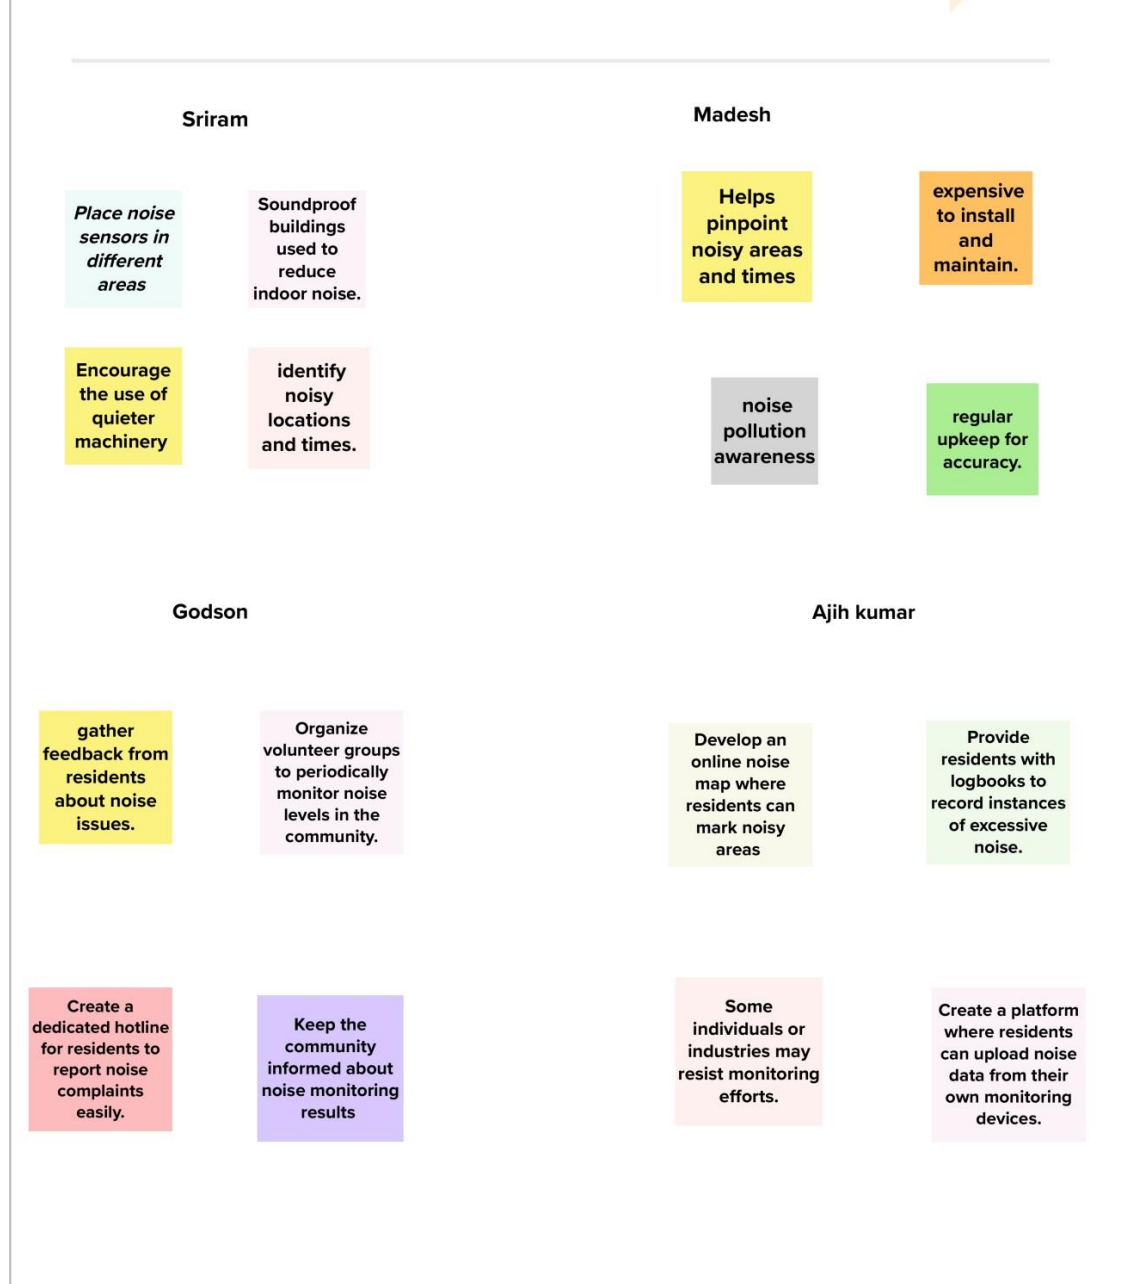 Sriram
Place noise
sensors in
different
areas
Soundproof
buildings
used to
reduce
indoor noise.
Encourage
the use of
quieter
machinery
identify
noisy
locations
and times.
Madesh
Helps
pinpoint
noisy areas
and times
expensive
to install
and
maintain.
noise
pollution
awareness
regular
upkeep for
accuracy.
Godson
gather
feedback from
residents
about noise
issues.
Organize
volunteer groups
to periodically
monitor noise
levels in the
community.
Create a
dedicated hotline
for residents to
report noise
complaints
easily.
Keep the
community
informed about
noise monitoring
results
Ajih kumar
Develop an
online noise
map where
residents can
mark noisy
areas
Provide
residents with
logbooks to
record instances
of excessive
noise.
Some
individuals or
industries may
resist monitoring
efforts.
Create a platform
where residents
can upload noise
data from their
own monitoring
devices.